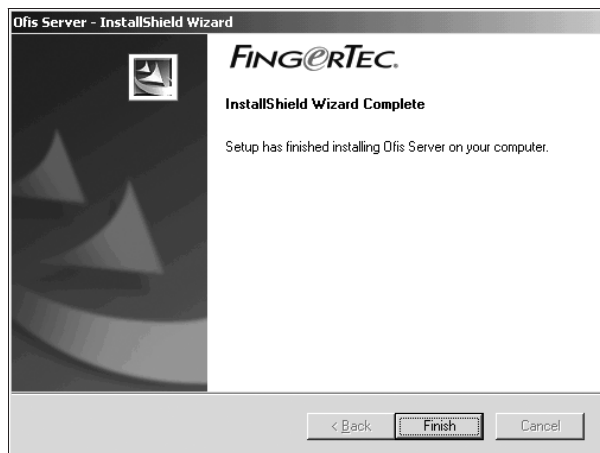 Ofis Server - InstallShield Wizard
FINGERTEC.
InstallShield Wizard Complete
Setup has finished installing Ofis Server on your computer.
< Back
Finish
Cancel